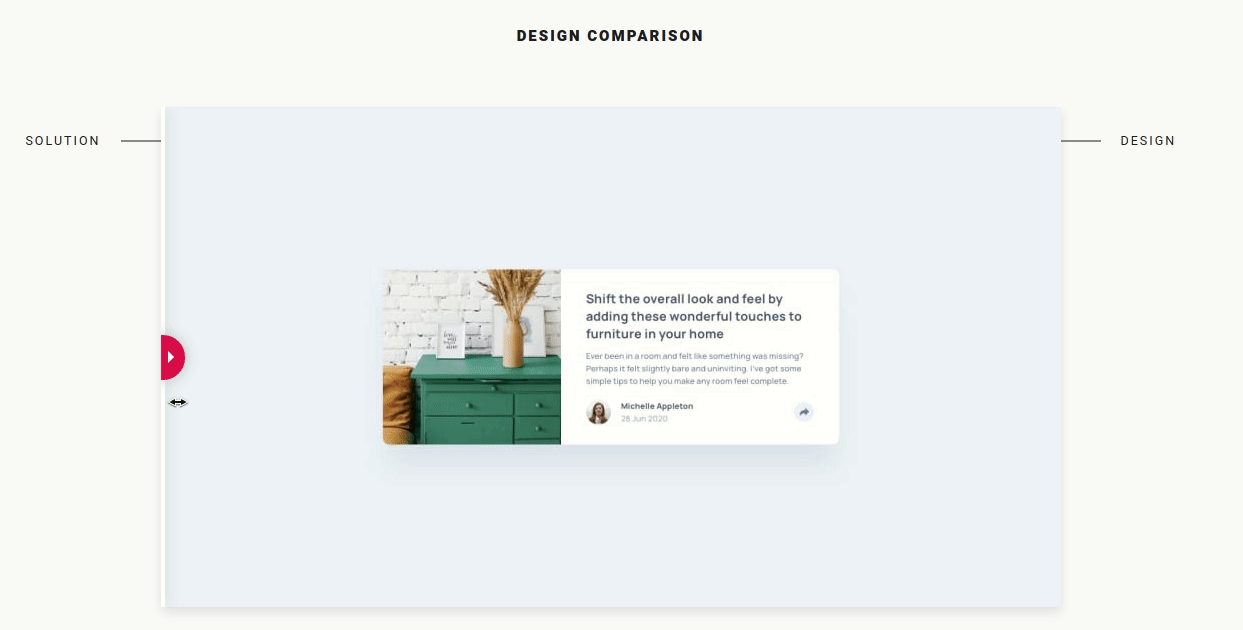 DESIGN COMPARISON
SOLUTION
DESIGN
Shift the overall look and feel by
adding these wonderful touches to
furniture in your home
Ever been in a room and felt like something was missing?
Perhaps it felt slightly bare and uninviting. I've got some
simple tips to help you make any room feel complete.
Michelle Appleton
28 Jun 2020